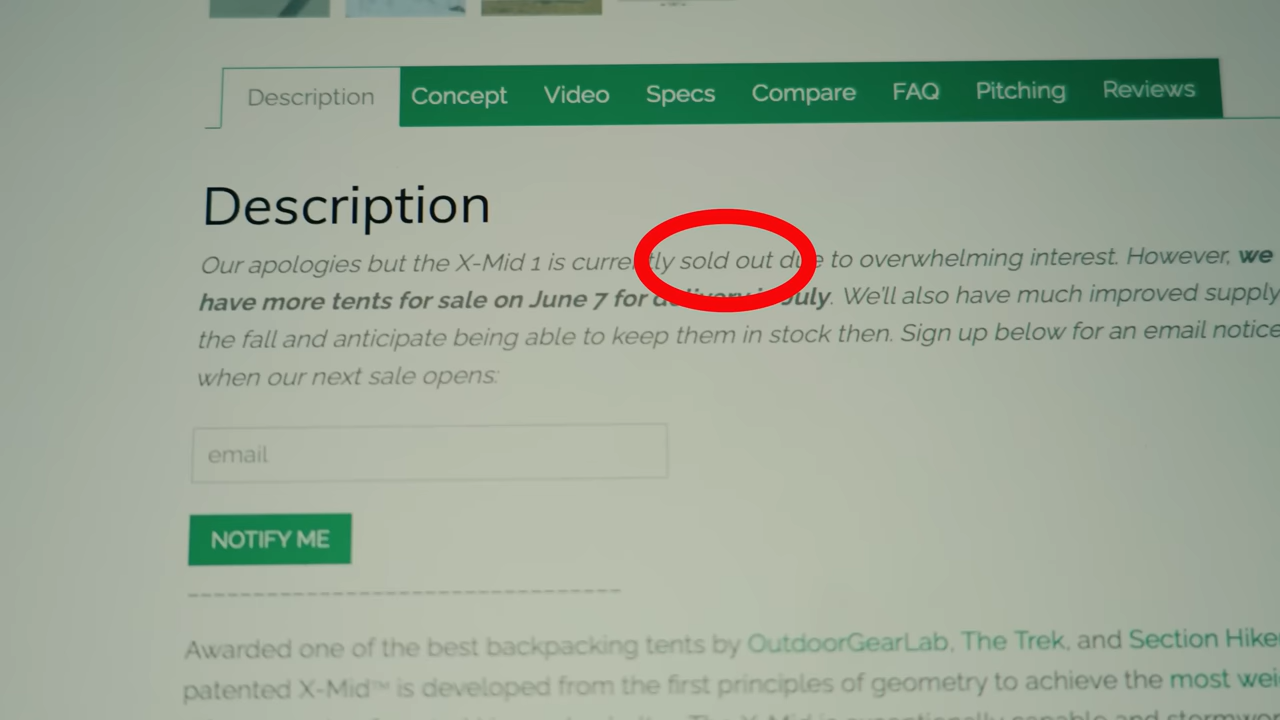 Description Concept Video Specs Compare FAQ Pitching Reviews
Description
Our apologies but the X-Mid 1 is currently sold out due to overwhelming interest. However, we
have more tents for sale on June 7 for delivery in July. We'll also have much improved supply
the fall and anticipate being able to keep them in stock then. Sign up below for an email notice
when our next sale opens:
email
NOTIFY ME
---------------------------------
Awarded one of the best backpacking tents by OutdoorGearLab, The Trek, and Section Hike
patented X-Mid™ is developed from the first principles of geometry to achieve the most wei